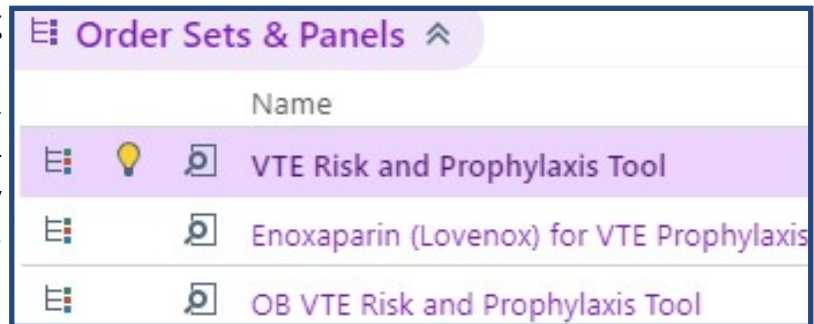 Order Sets & Panels
Name
VTE Risk and Prophylaxis Tool
Enoxaparin (Lovenox) for VTE Prophylaxis
OB VTE Risk and Prophylaxis Tool